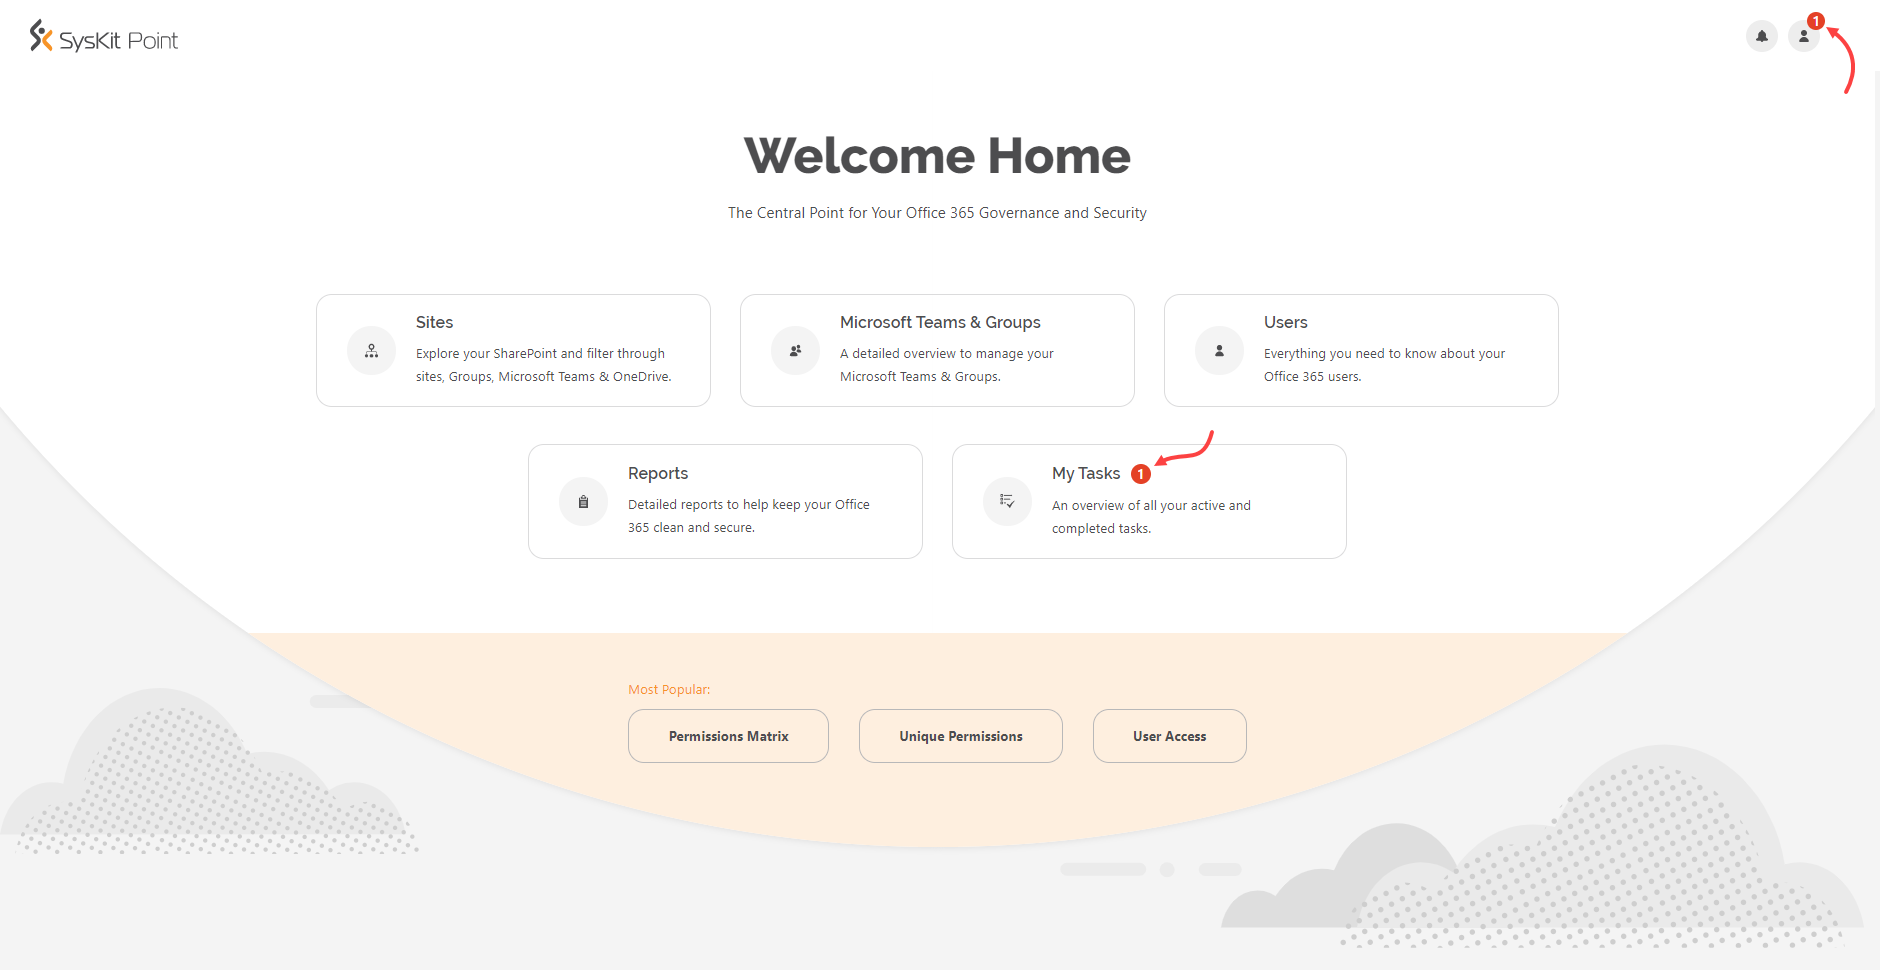 SysKit Point
1
Welcome Home
The Central Point for Your Office 365 Governance and Security
Sites
Explore your SharePoint and filter through
sites, Groups, Microsoft Teams & OneDrive.
Microsoft Teams & Groups
A detailed overview to manage your
Microsoft Teams & Groups.
Users
Everything you need to know about your
Office 365 users.
Reports
Detailed reports to help keep your Office
365 clean and secure.
My Tasks 1
An overview of all your active and
completed tasks.
Most Popular:
Permissions Matrix
Unique Permissions
User Access